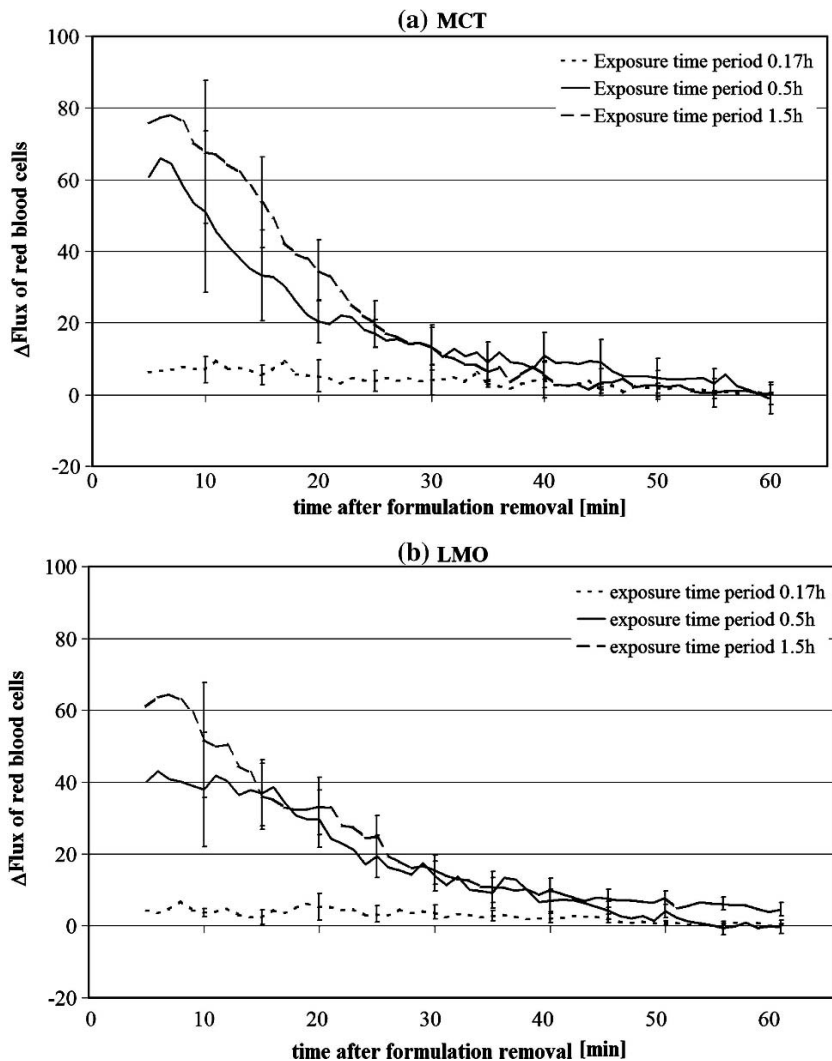 (a) MCT
100
80
60
40
20
0
-20
ΔFlux of red blood cells
Exposure time period 0.17h
Exposure time period 0.5h
Exposure time period 1.5h
0 10 20 30 40 50 60
time after formulation removal [min]
(b) LMO
100
80
60
40
20
0
-20
ΔFlux of red blood cells
exposure time period 0.17h
exposure time period 0.5h
exposure time period 1.5h
0 10 20 30 40 50 60
time after formulation removal [min]